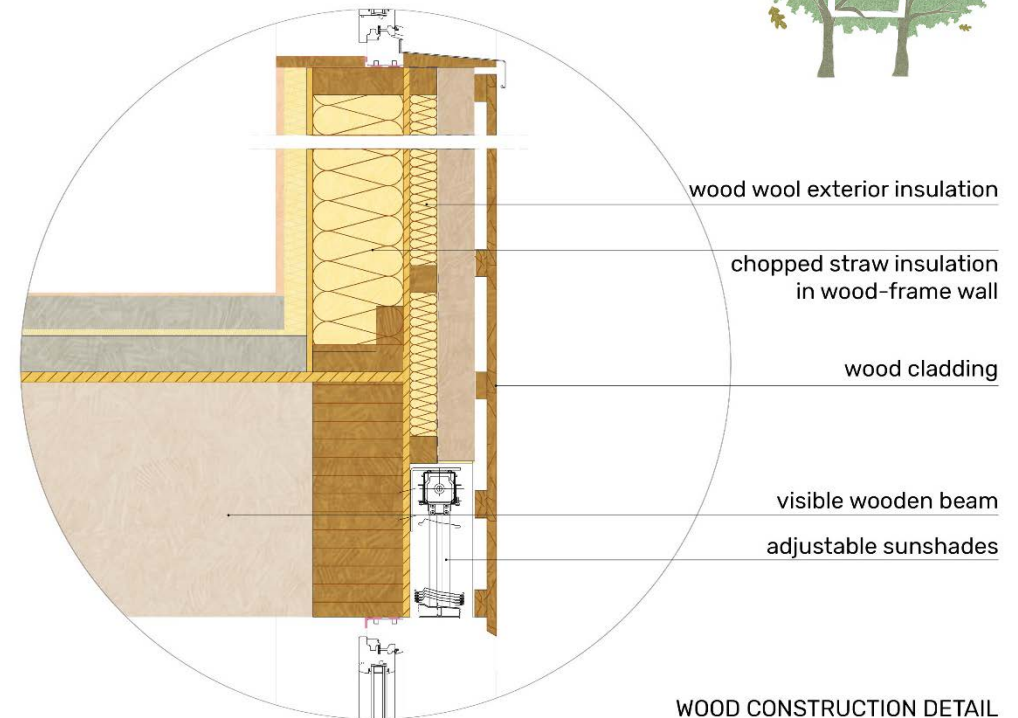 wood wool exterior insulation
chopped straw insulation
in wood-frame wall
wood cladding
visible wooden beam
adjustable sunshades
WOOD CONSTRUCTION DETAIL